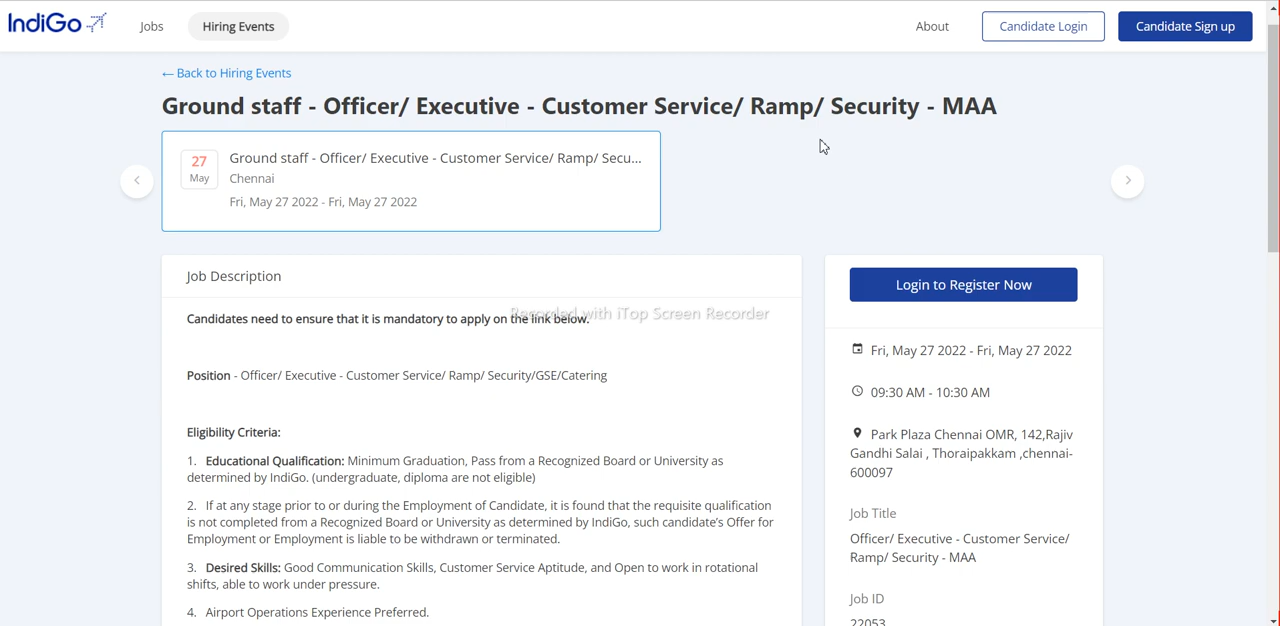 IndiGo
Jobs
Hiring Events
About
Candidate Login
Candidate Sign up
← Back to Hiring Events
Ground staff - Officer/ Executive - Customer Service/ Ramp/ Security - MAA
27
May
Ground staff - Officer/ Executive - Customer Service/ Ramp/ Secu...
Chennai
Fri, May 27 2022 - Fri, May 27 2022
Job Description
Candidates need to ensure that it is mandatory to apply on the link below.
Recorded with iTop Screen Recorder
Position - Officer/ Executive - Customer Service/ Ramp/ Security/GSE/Catering
Eligibility Criteria:
1. Educational Qualification: Minimum Graduation, Pass from a Recognized Board or University as
determined by IndiGo. (undergraduate, diploma are not eligible)
2. If at any stage prior to or during the Employment of Candidate, it is found that the requisite qualification
is not completed from a Recognized Board or University as determined by IndiGo, such candidate's Offer for
Employment or Employment is liable to be withdrawn or terminated.
3. Desired Skills: Good Communication Skills, Customer Service Aptitude, and Open to work in rotational
shifts, able to work under pressure.
4. Airport Operations Experience Preferred.
Login to Register Now
Fri, May 27 2022 - Fri, May 27 2022
09:30 AM - 10:30 AM
Park Plaza Chennai OMR, 142,Rajiv
Gandhi Salai , Thoraipakkam ,chennai-
600097
Job Title
Officer/ Executive - Customer Service/
Ramp/ Security - MAA
Job ID
22053